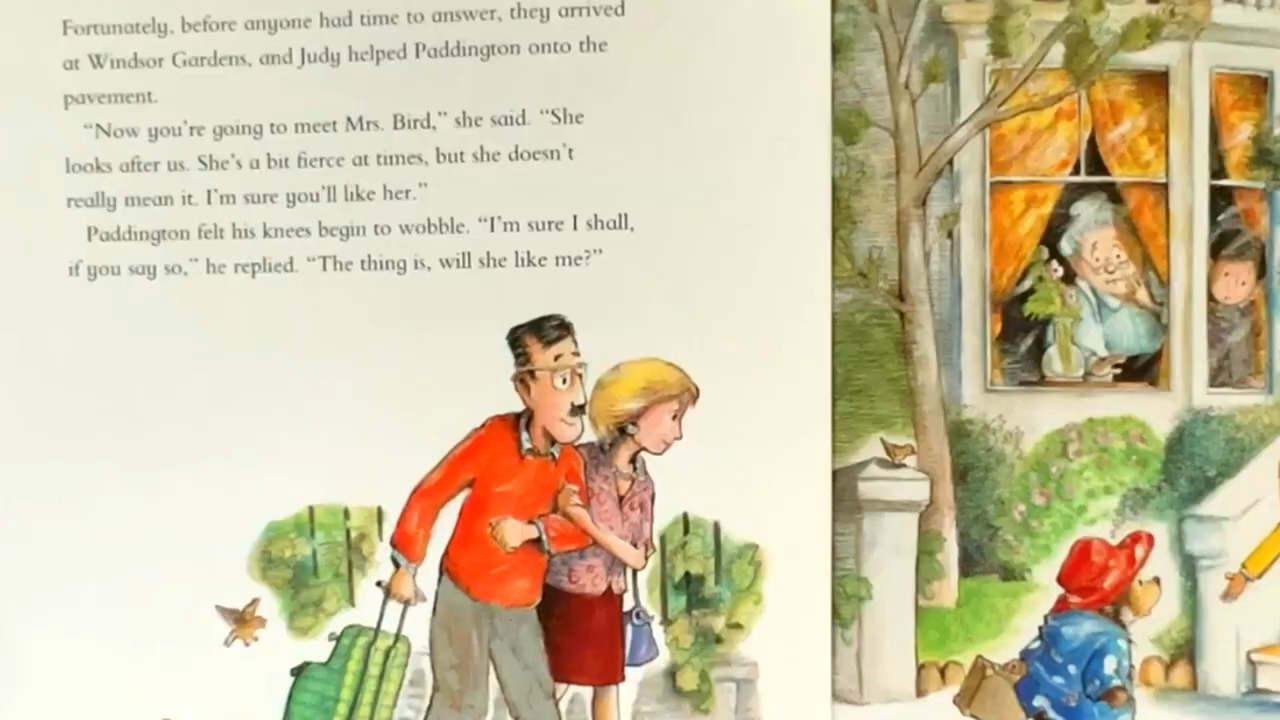 Fortunately, before anyone had time to answer, they arrived
at Windsor Gardens, and Judy helped Paddington onto the
pavement.
“Now you’re going to meet Mrs. Bird,” she said. “She
looks after us. She’s a bit fierce at times, but she doesn’t
really mean it. I’m sure you’ll like her.”
Paddington felt his knees begin to wobble. “I’m sure I shall,
if you say so,” he replied. “The thing is, will she like me?”